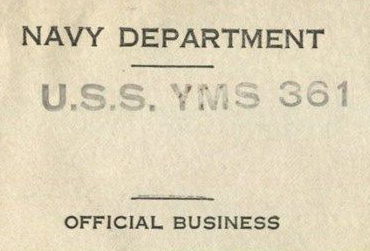 NAVY DEPARTMENT
U.S.S. YMS 361
OFFICIAL BUSINESS